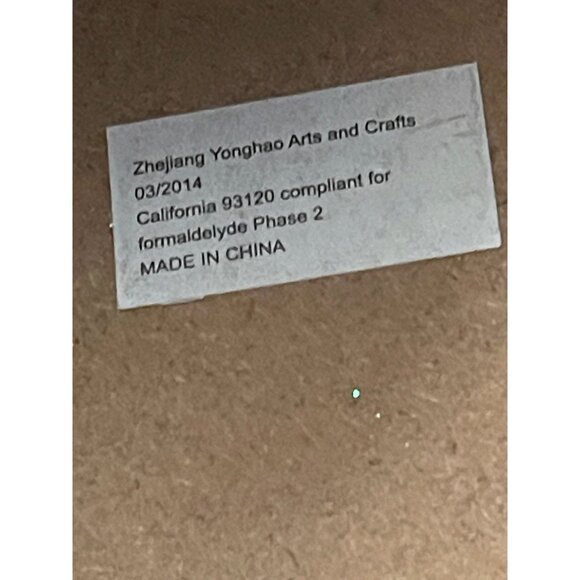 Zhejiang Yonghao Arts and Crafts
03/2014
California 93120 compliant for
formaldelyde Phase 2
MADE IN CHINA